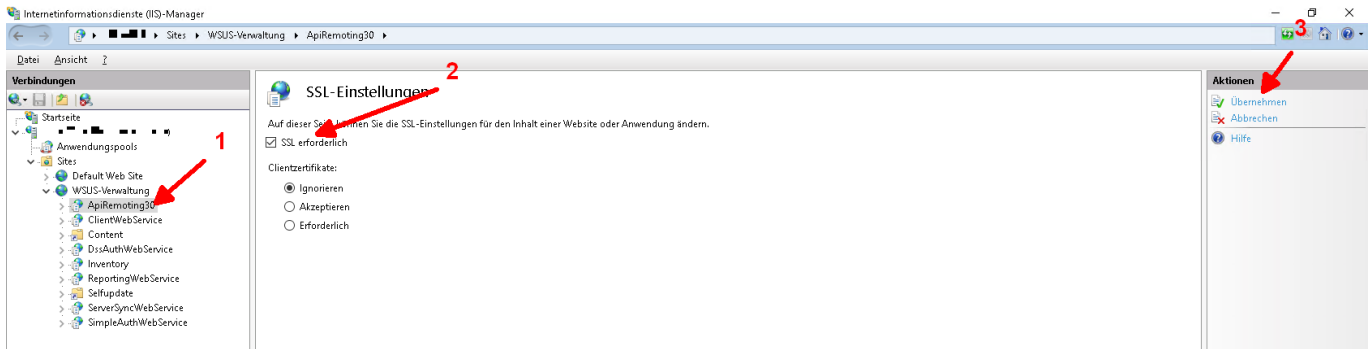 Internetinformationsdienste (IIS)-Manager
Sites WSUS-Verwaltung ApiRemoting30
3
Datei Ansicht ?
Verbindungen
Startseite
Anwendungspools
Sites
Default Web Site
WSUS-Verwaltung
ApiRemoting30
ClientWebService
Content
DssAuthWebService
Inventory
ReportingWebService
Selfupdate
ServerSyncWebService
SimpleAuthWebService
1
2
SSL-Einstellungen
Auf dieser Seite können Sie die SSL-Einstellungen für den Inhalt einer Website oder Anwendung ändern.
SSL erforderlich
Clientzertifikate:
Ignorieren
Akzeptieren
Erforderlich
Aktionen
Übernehmen
Abbrechen
Hilfe